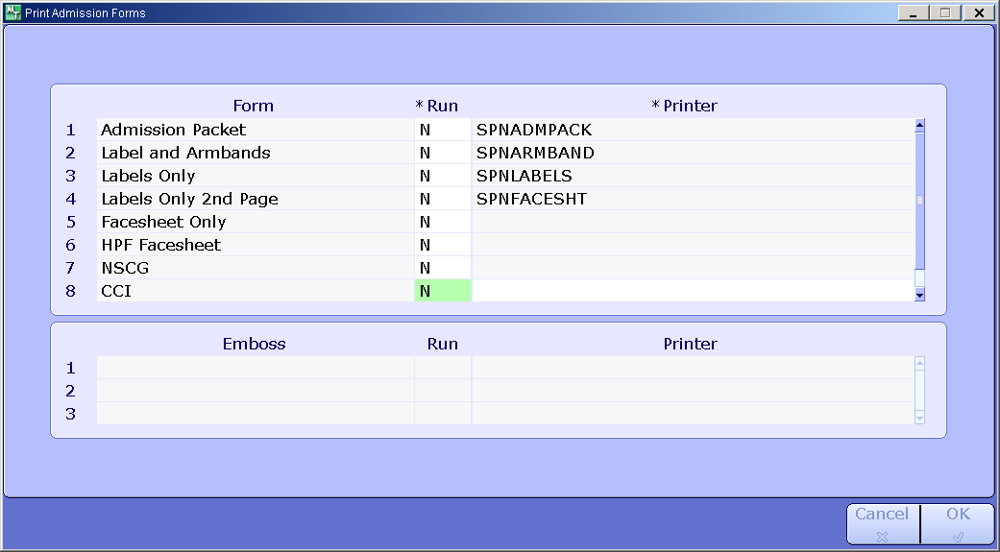 Print Admission Forms
Form * Run * Printer
1 Admission Packet N SPNADMPACK
2 Label and Armbands N SPNARMBAND
3 Labels Only N SPNLABELS
4 Labels Only 2nd Page N SPNFACESHT
5 Facesheet Only N
6 HPF Facesheet N
7 NSCG N
8 CCI N
Emboss Run Printer
1
2
3
Cancel OK